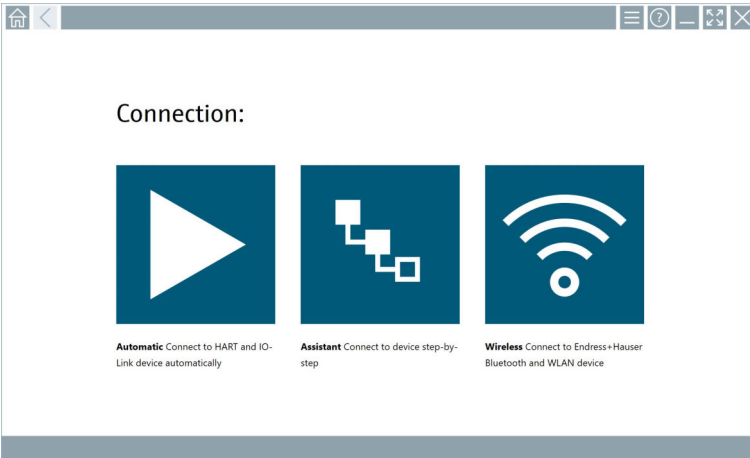 ?
Connection:
Automatic Connect to HART and IO-
Link device automatically
Assistant Connect to device step-by-
step
Wireless Connect to Endress+Hauser
Bluetooth and WLAN device